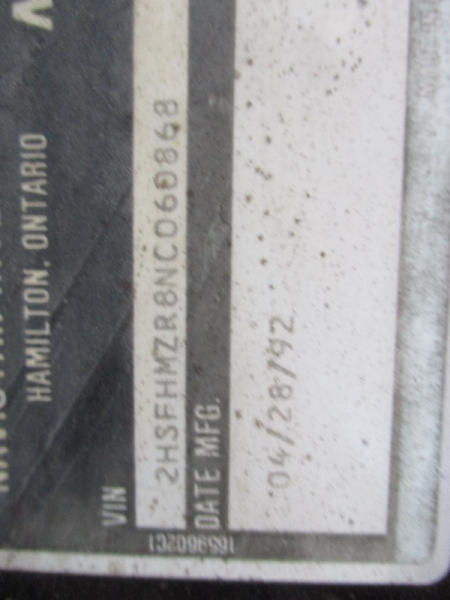 HAMILTON, ONTARIO
VIN
2HSFHMZR8NC060868
DATE MFG.
04/28/92
1659602C1